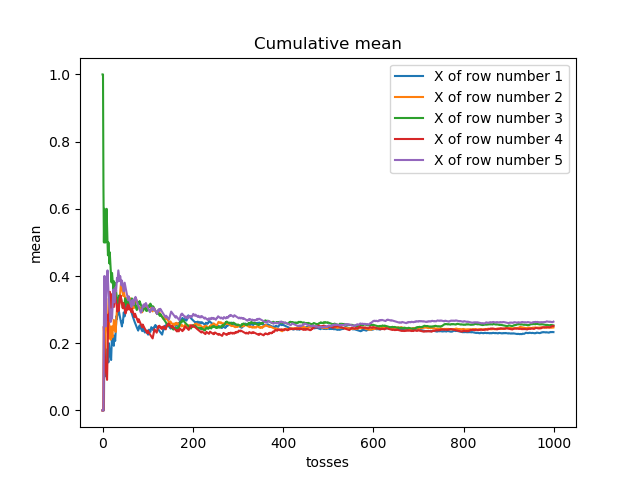 Cumulative mean
X of row number 1
X of row number 2
X of row number 3
X of row number 4
X of row number 5
1.0
0.8
0.6
0.4
0.2
0.0
mean
0
200
400
600
800
1000
tosses